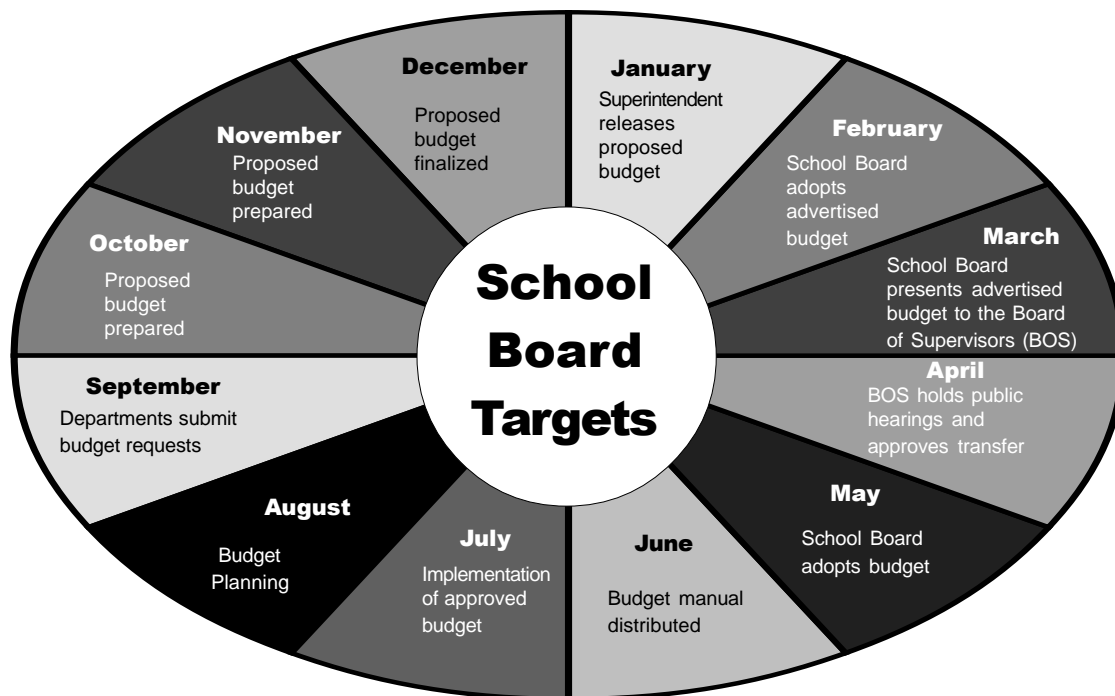 School
Board
Targets
January
Superintendent
releases
proposed
budget
February
School Board
adopts
advertised
budget
March
School Board
presents advertised
budget to the Board
of Supervisors (BOS)
April
BOS holds public
hearings and
approves transfer
May
School Board
adopts budget
June
Budget manual
distributed
July
Implementation
of approved
budget
August
Budget
Planning
September
Departments submit
budget requests
October
Proposed
budget
prepared
November
Proposed
budget
prepared
December
Proposed
budget
finalized